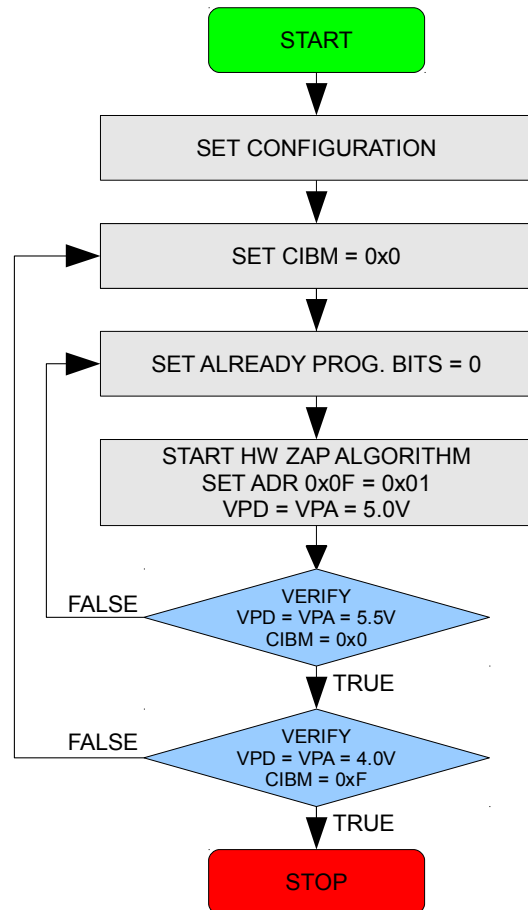 START
SET CONFIGURATION
SET CIBM = 0x0
SET ALREADY PROG. BITS = 0
START HW ZAP ALGORITHM
SET ADR 0x0F = 0x01
VPD = VPA = 5.0V
FALSE
VERIFY
VPD = VPA = 5.5V
CIBM = 0x0
TRUE
FALSE
VERIFY
VPD = VPA = 4.0V
CIBM = 0xF
TRUE
STOP